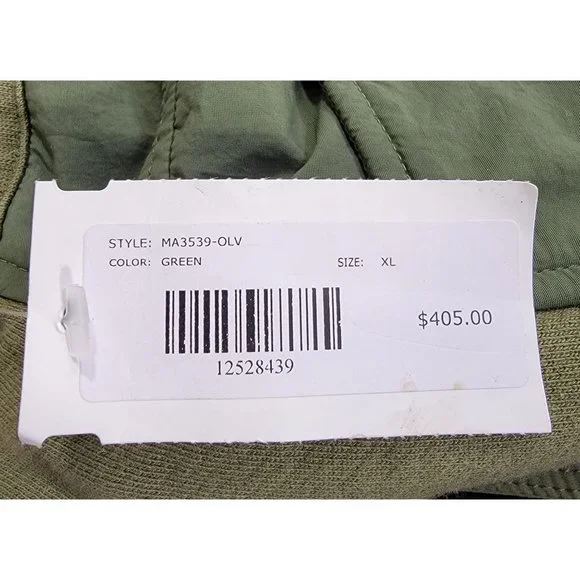 STYLE: MA3539-OLV
COLOR: GREEN SIZE: XL
$405.00
12528439